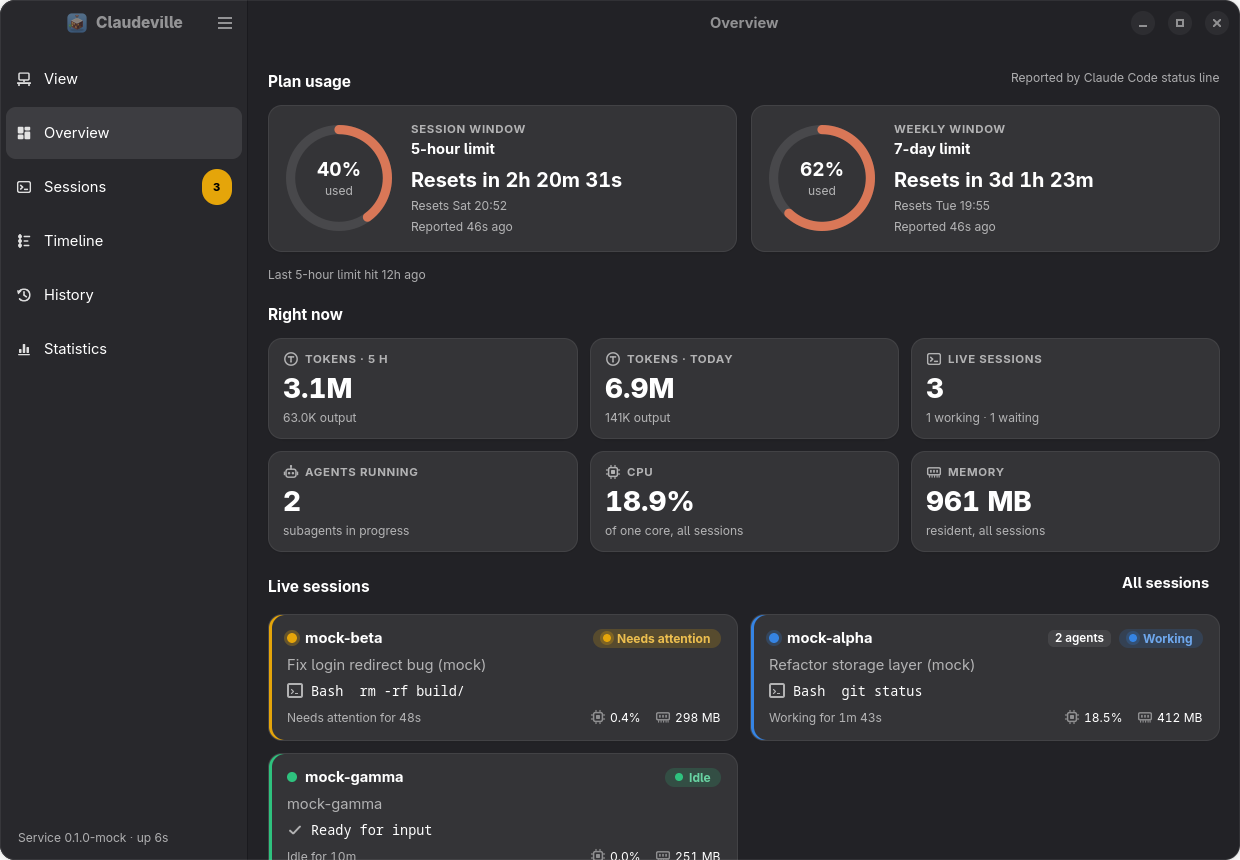 Claudeville
Overview
View
Overview
Sessions
3
Timeline
History
Statistics
Service 0.1.0-mock · up 6s
Plan usage
Reported by Claude Code status line
40%
used
SESSION WINDOW
5-hour limit
Resets in 2h 20m 31s
Resets Sat 20:52
Reported 46s ago
62%
used
WEEKLY WINDOW
7-day limit
Resets in 3d 1h 23m
Resets Tue 19:55
Reported 46s ago
Last 5-hour limit hit 12h ago
Right now
TOKENS · 5 H
3.1M
63.0K output
TOKENS · TODAY
6.9M
141K output
LIVE SESSIONS
3
1 working · 1 waiting
AGENTS RUNNING
2
subagents in progress
CPU
18.9%
of one core, all sessions
MEMORY
961 MB
resident, all sessions
Live sessions
All sessions
mock-beta
Needs attention
Fix login redirect bug (mock)
Bash rm -rf build/
Needs attention for 48s
0.4%
298 MB
mock-alpha
2 agents
Working
Refactor storage layer (mock)
Bash git status
Working for 1m 43s
18.5%
412 MB
mock-gamma
Idle
mock-gamma
Ready for input
Idle for 10m
0.0%
251 MB